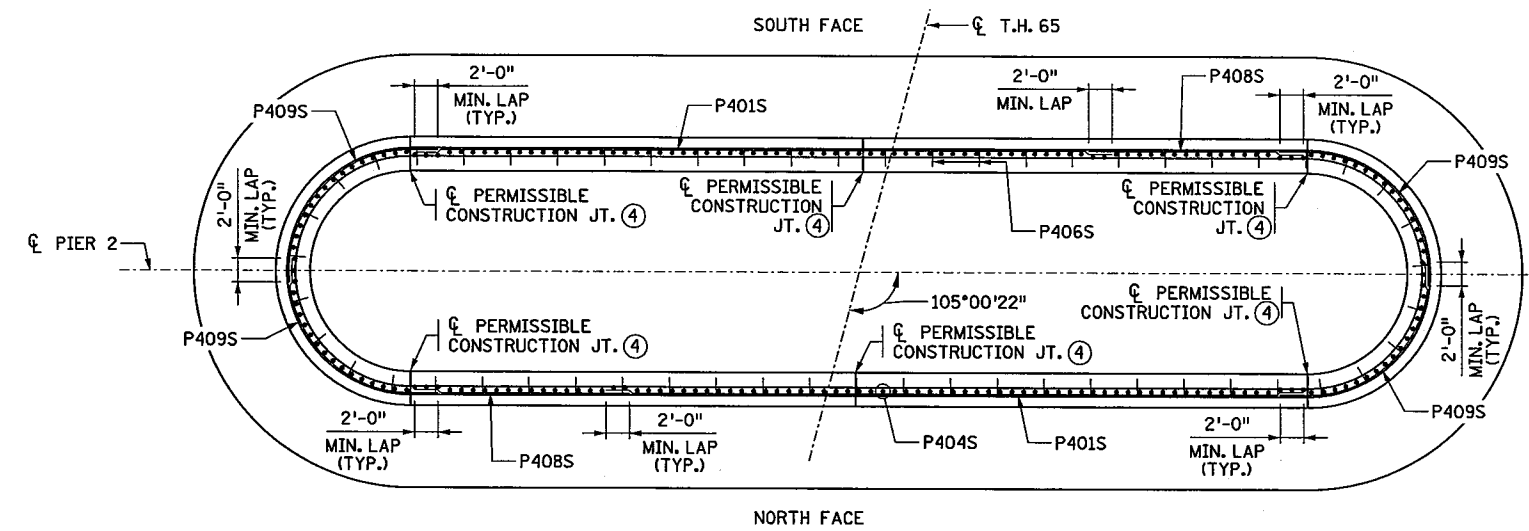 SOUTH FACE
℄ T.H. 65
2'-0"
MIN. LAP
(TYP.)
P409S
P401S
2'-0"
MIN. LAP
P408S
2'-0"
MIN. LAP
(TYP.)
P409S
℄ PERMISSIBLE
CONSTRUCTION JT. ④
℄ PERMISSIBLE
CONSTRUCTION
JT. ④
℄ PERMISSIBLE
CONSTRUCTION
JT. ④
P406S
2'-0"
MIN. LAP
(TYP.)
℄ PIER 2
105°00'22"
℄ PERMISSIBLE
CONSTRUCTION JT. ④
2'-0"
MIN. LAP
(TYP.)
P409S
℄ PERMISSIBLE
CONSTRUCTION JT. ④
℄ PERMISSIBLE
CONSTRUCTION JT. ④
P409S
2'-0"
MIN. LAP
(TYP.)
P408S
2'-0"
MIN. LAP
(TYP.)
P404S
P401S
2'-0"
MIN. LAP
(TYP.)
NORTH FACE